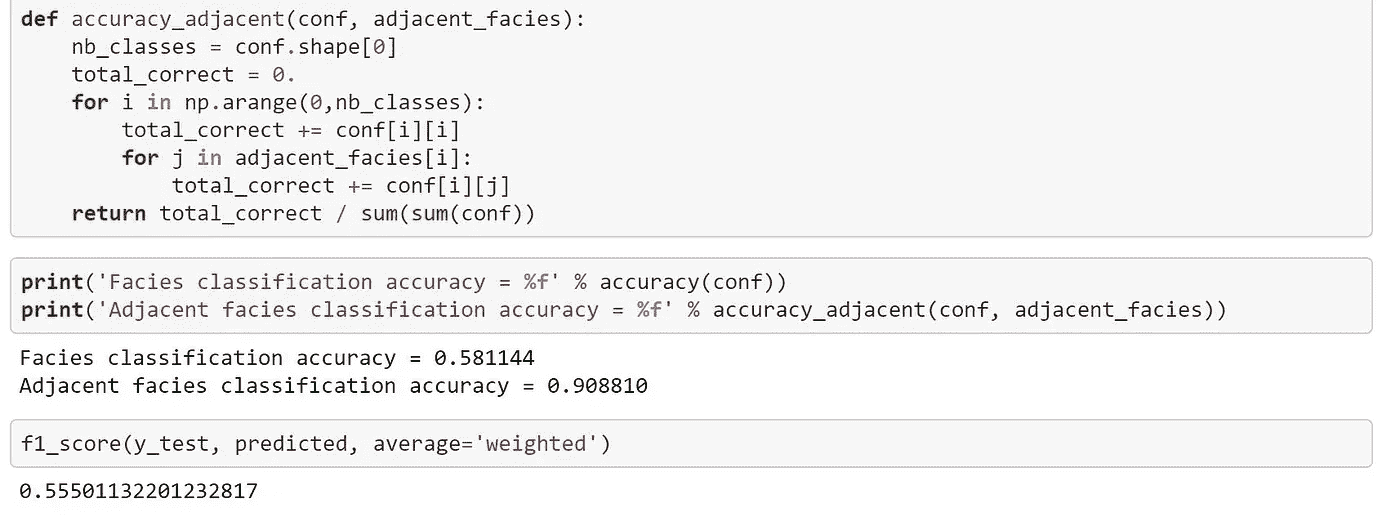 def accuracy_adjacent(conf, adjacent_facies):
    nb_classes = conf.shape[0]
    total_correct = 0.
    for i in np.arange(0,nb_classes):
        total_correct += conf[i][i]
        for j in adjacent_facies[i]:
            total_correct += conf[i][j]
    return total_correct / sum(sum(conf))
print('Facies classification accuracy = %f' % accuracy(conf))
print('Adjacent facies classification accuracy = %f' % accuracy_adjacent(conf, adjacent_facies))
Facies classification accuracy = 0.581144
Adjacent facies classification accuracy = 0.908810
f1_score(y_test, predicted, average='weighted')
0.55501132201232817